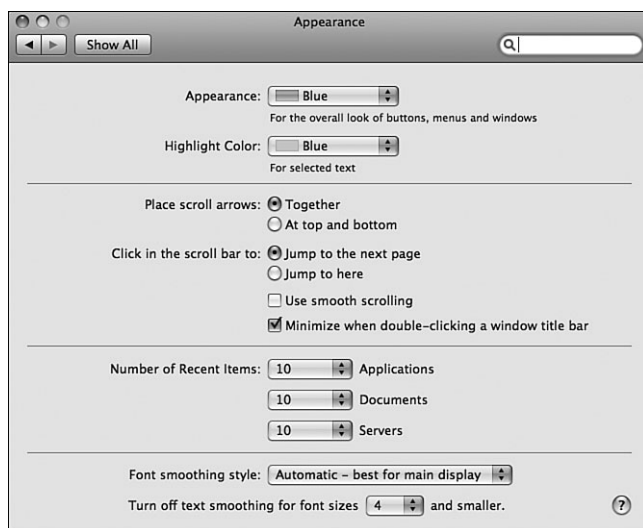 Appearance
Show All
Appearance: Blue
For the overall look of buttons, menus and windows
Highlight Color: Blue
For selected text
Place scroll arrows: Together
At top and bottom
Click in the scroll bar to: Jump to the next page
Jump to here
Use smooth scrolling
Minimize when double-clicking a window title bar
Number of Recent Items: 10 Applications
10 Documents
10 Servers
Font smoothing style: Automatic – best for main display
Turn off text smoothing for font sizes 4 and smaller. ?